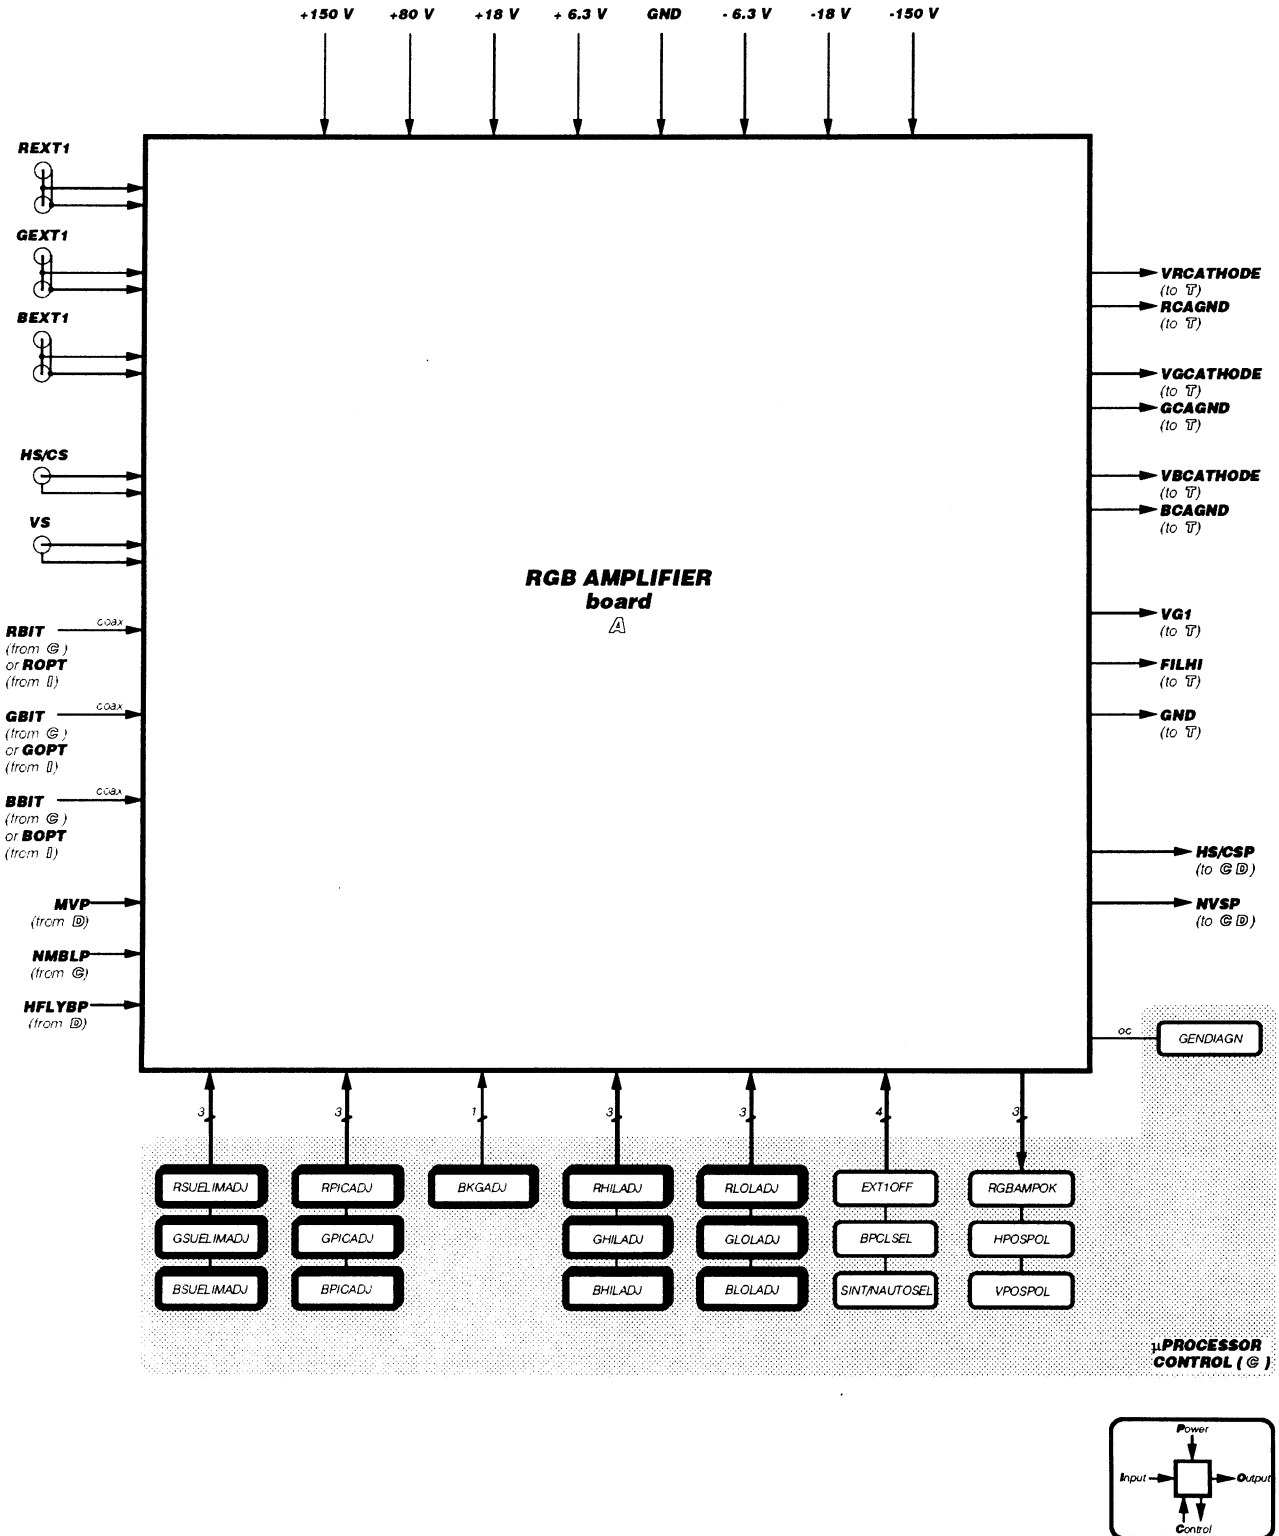 +150 V +80 V +18 V + 6.3 V GND - 6.3 V -18 V -150 V
REXT1
GEXT1
BEXT1
HS/CS
VS
RBIT coax
(from C)
or ROPT
(from I)
GBIT coax
(from C)
or GOPT
(from I)
BBIT coax
(from C)
or BOPT
(from I)
MVP
(from D)
NMBLP
(from C)
HFLYBP
(from D)
RGB AMPLIFIER
board
A
VRCATHODE
(to T)
RCAGND
(to T)
VGCATHODE
(to T)
GCAGND
(to T)
VBCATHODE
(to T)
BCAGND
(to T)
VG1
(to T)
FILHI
(to T)
GND
(to T)
HS/CSP
(to C D)
NVSP
(to C D)
oc GENDIAGN
3 3 1 3 3 4 3
RSUELIMADJ RPICADJ BKGADJ RHILADJ RLOLADJ EXT1OFF RGBAMPOK
GSUELIMADJ GPICADJ GHILADJ GLOLADJ BPCLSEL HPOSPOL
BSUELIMADJ BPICADJ BHILADJ BLOLADJ SINT/NAUTOSEL VPOSPOL
µPROCESSOR
CONTROL ( C )
Power
Input Output
Control